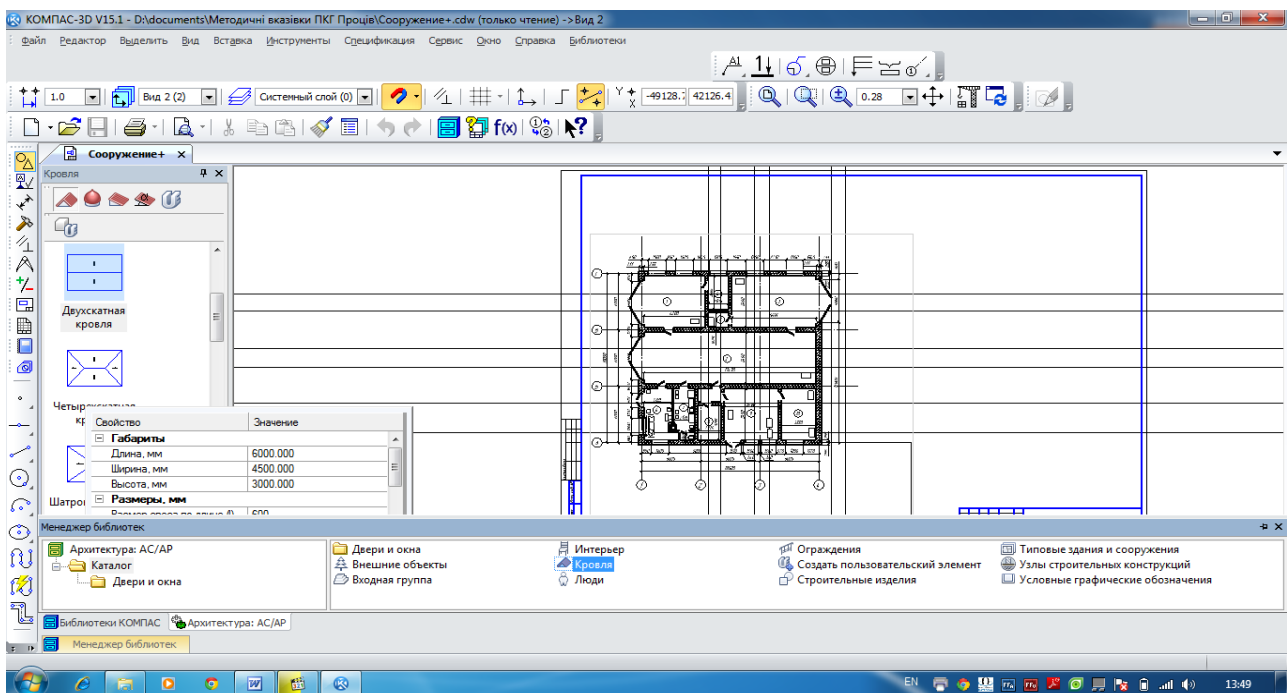 КОМПАС-3D V15.1 - D:\documents\Методичні вказівки ПКГ Проців\Сооружение+.cdw (только чтение) ->Вид 2
Файл Редактор Выделить Вид Вставка Инструменты Спецификация Сервис Окно Справка Библиотеки
1.0 Вид 2 (2) Системный слой (0) -49128.: 42126.4 0.28
f(x)
Сооружение+
Кровля
Двухскатная
кровля
Свойство Значение
Габариты
Длина, мм 6000.000
Ширина, мм 4500.000
Высота, мм 3000.000
Размеры, мм
Шатро
Менеджер библиотек
Архитектура: АС/АР
Каталог
Двери и окна
Двери и окна Интерьер Ограждения Типовые здания и сооружения
Внешние объекты Кровля Создать пользовательский элемент Узлы строительных конструкций
Входная группа Люди Строительные изделия Условные графические обозначения
Библиотеки КОМПАС Архитектура: АС/АР
Менеджер библиотек
EN 13:49